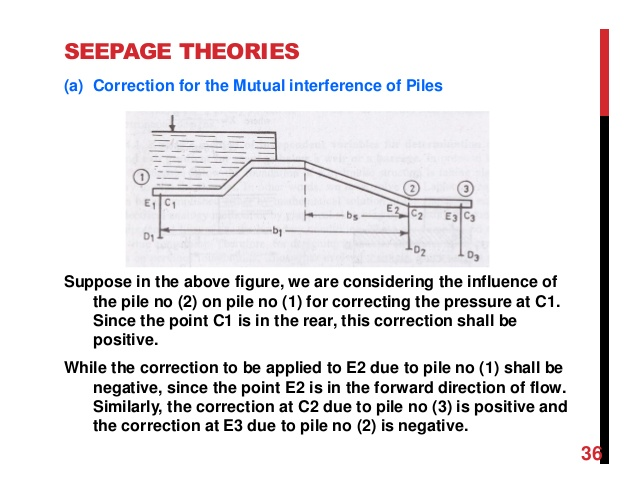 SEEPAGE THEORIES
(a) Correction for the Mutual interference of Piles
1
2
3
E1 C1
E2 C2
E3 C3
bs
D1
b1
D2
D3
Suppose in the above figure, we are considering the influence of
the pile no (2) on pile no (1) for correcting the pressure at C1.
Since the point C1 is in the rear, this correction shall be
positive.
While the correction to be applied to E2 due to pile no (1) shall be
negative, since the point E2 is in the forward direction of flow.
Similarly, the correction at C2 due to pile no (3) is positive and
the correction at E3 due to pile no (2) is negative.
36